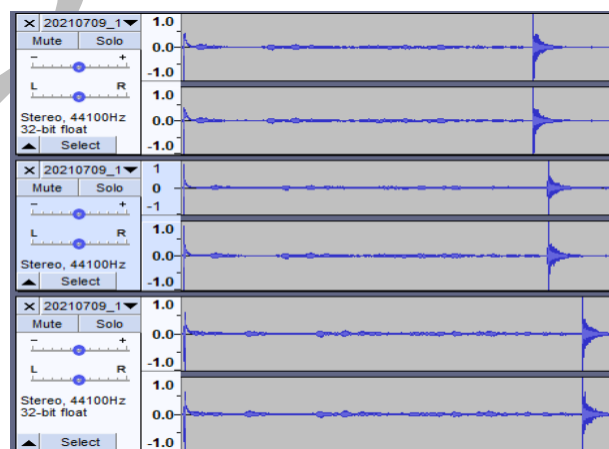 × 20210709_1▼
Mute Solo
- +
L R
Stereo, 44100Hz
32-bit float
▲ Select
1.0
0.0
-1.0
1.0
0.0
-1.0
× 20210709_1▼
Mute Solo
- +
L R
Stereo, 44100Hz
▲ Select
1
0
-1
1.0
0.0
-1.0
× 20210709_1▼
Mute Solo
- +
L R
Stereo, 44100Hz
32-bit float
▲ Select
1.0
0.0
-1.0
1.0
0.0
-1.0